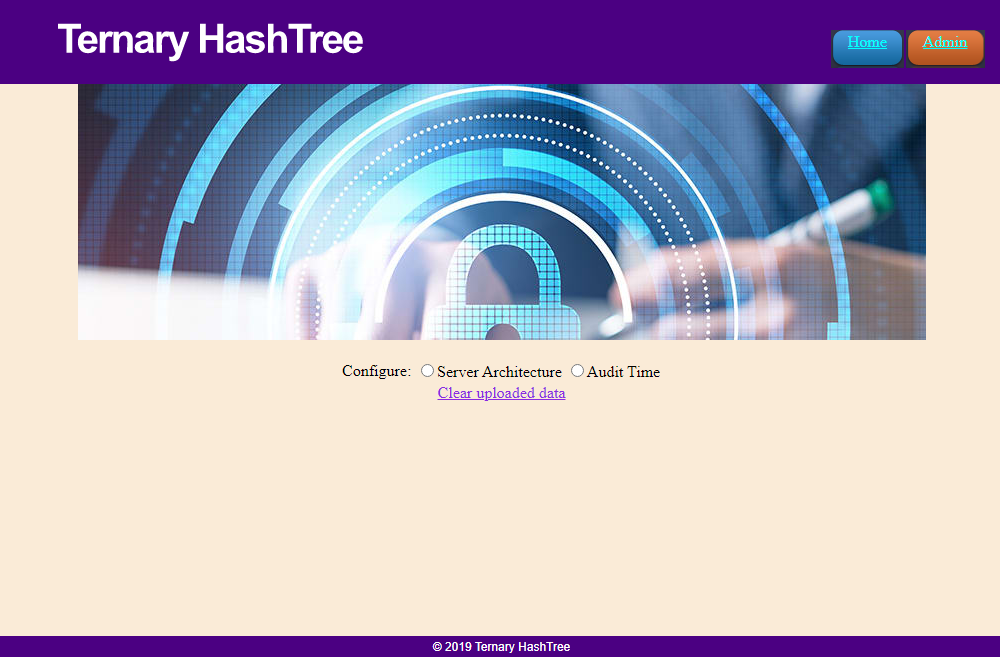 Ternary HashTree
Home Admin
Configure: Server Architecture Audit Time
Clear uploaded data
© 2019 Ternary HashTree